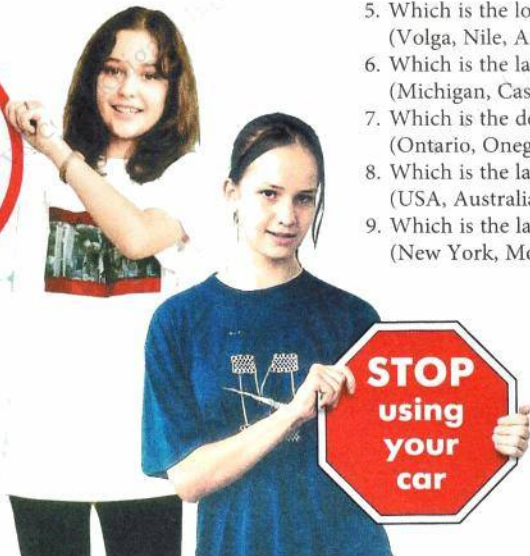 5. Which is the lo
(Volga, Nile, A
6. Which is the la
(Michigan, Cas
7. Which is the de
(Ontario, Oneg
8. Which is the la
(USA, Australia
9. Which is the la
(New York, Mo
STOP
using
your
car